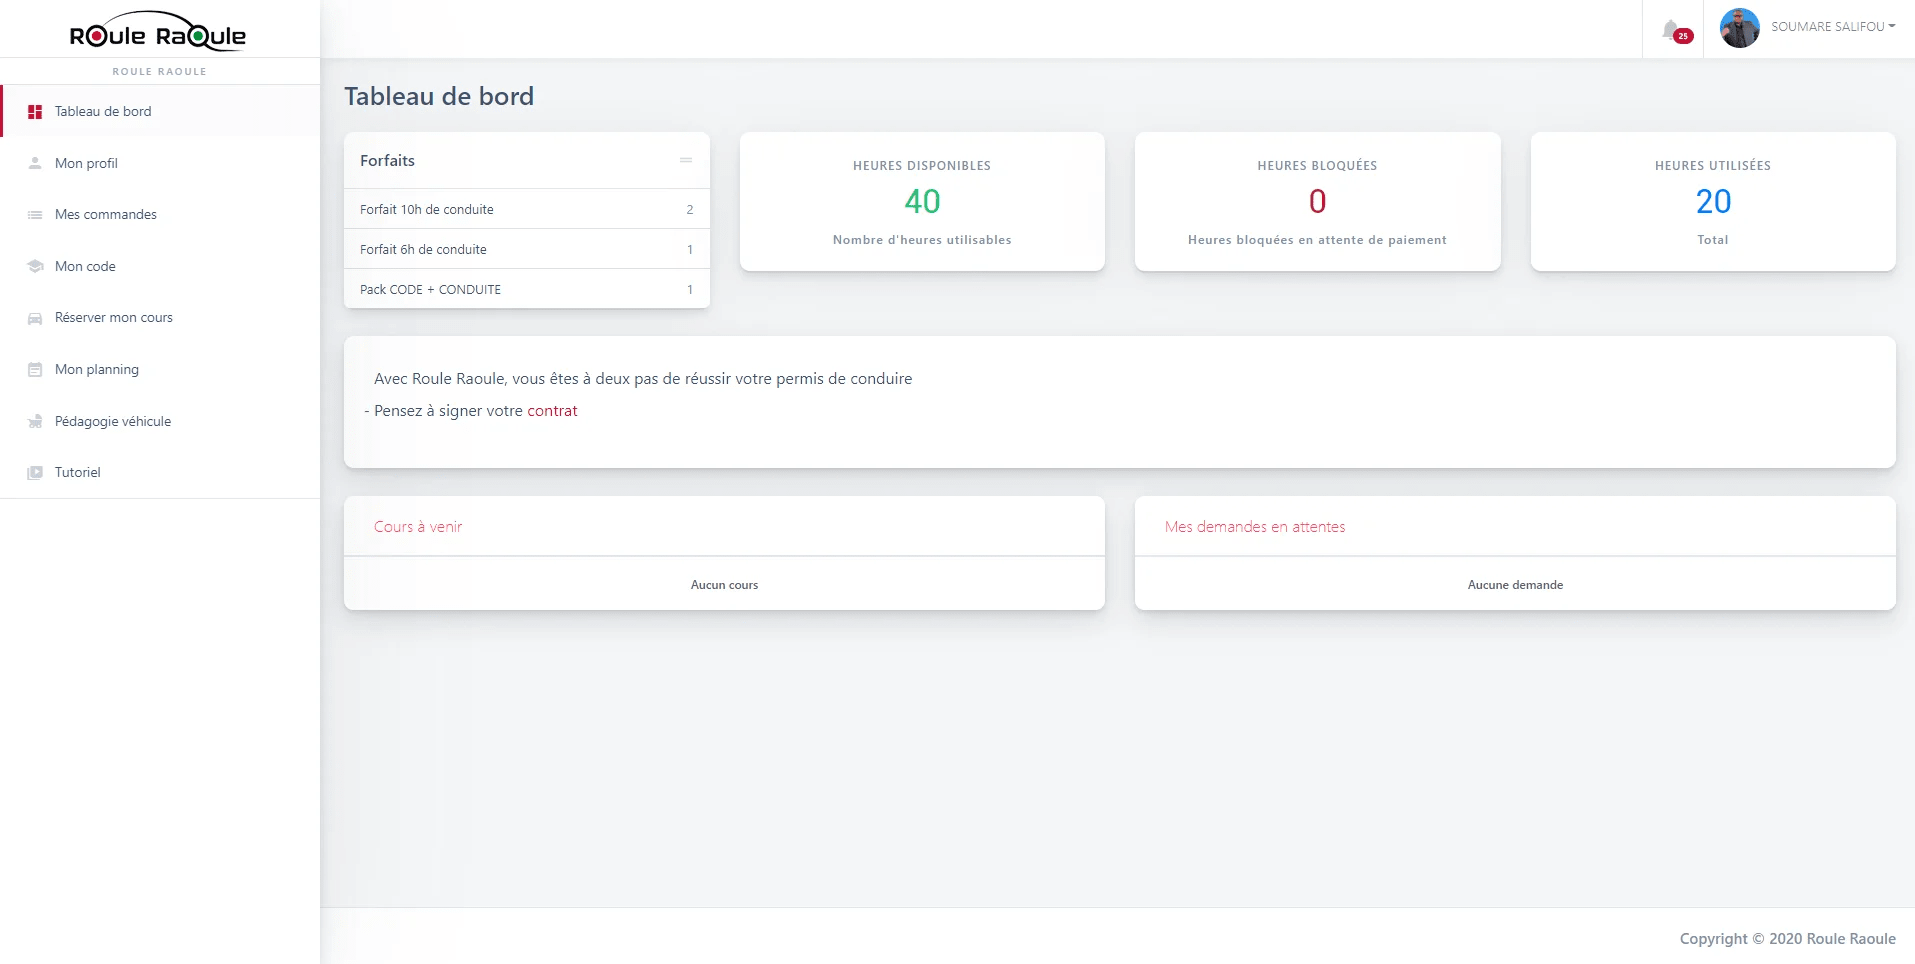 Roule Raoule
25
SOUMARE SALIFOU
ROULE RAOULE
Tableau de bord
Mon profil
Mes commandes
Mon code
Réserver mon cours
Mon planning
Pédagogie véhicule
Tutoriel
Tableau de bord
Forfaits
Forfait 10h de conduite 2
Forfait 6h de conduite 1
Pack CODE + CONDUITE 1
HEURES DISPONIBLES
40
Nombre d'heures utilisables
HEURES BLOQUÉES
0
Heures bloquées en attente de paiement
HEURES UTILISÉES
20
Total
Avec Roule Raoule, vous êtes à deux pas de réussir votre permis de conduire
- Pensez à signer votre contrat
Cours à venir
Aucun cours
Mes demandes en attentes
Aucune demande
Copyright © 2020 Roule Raoule